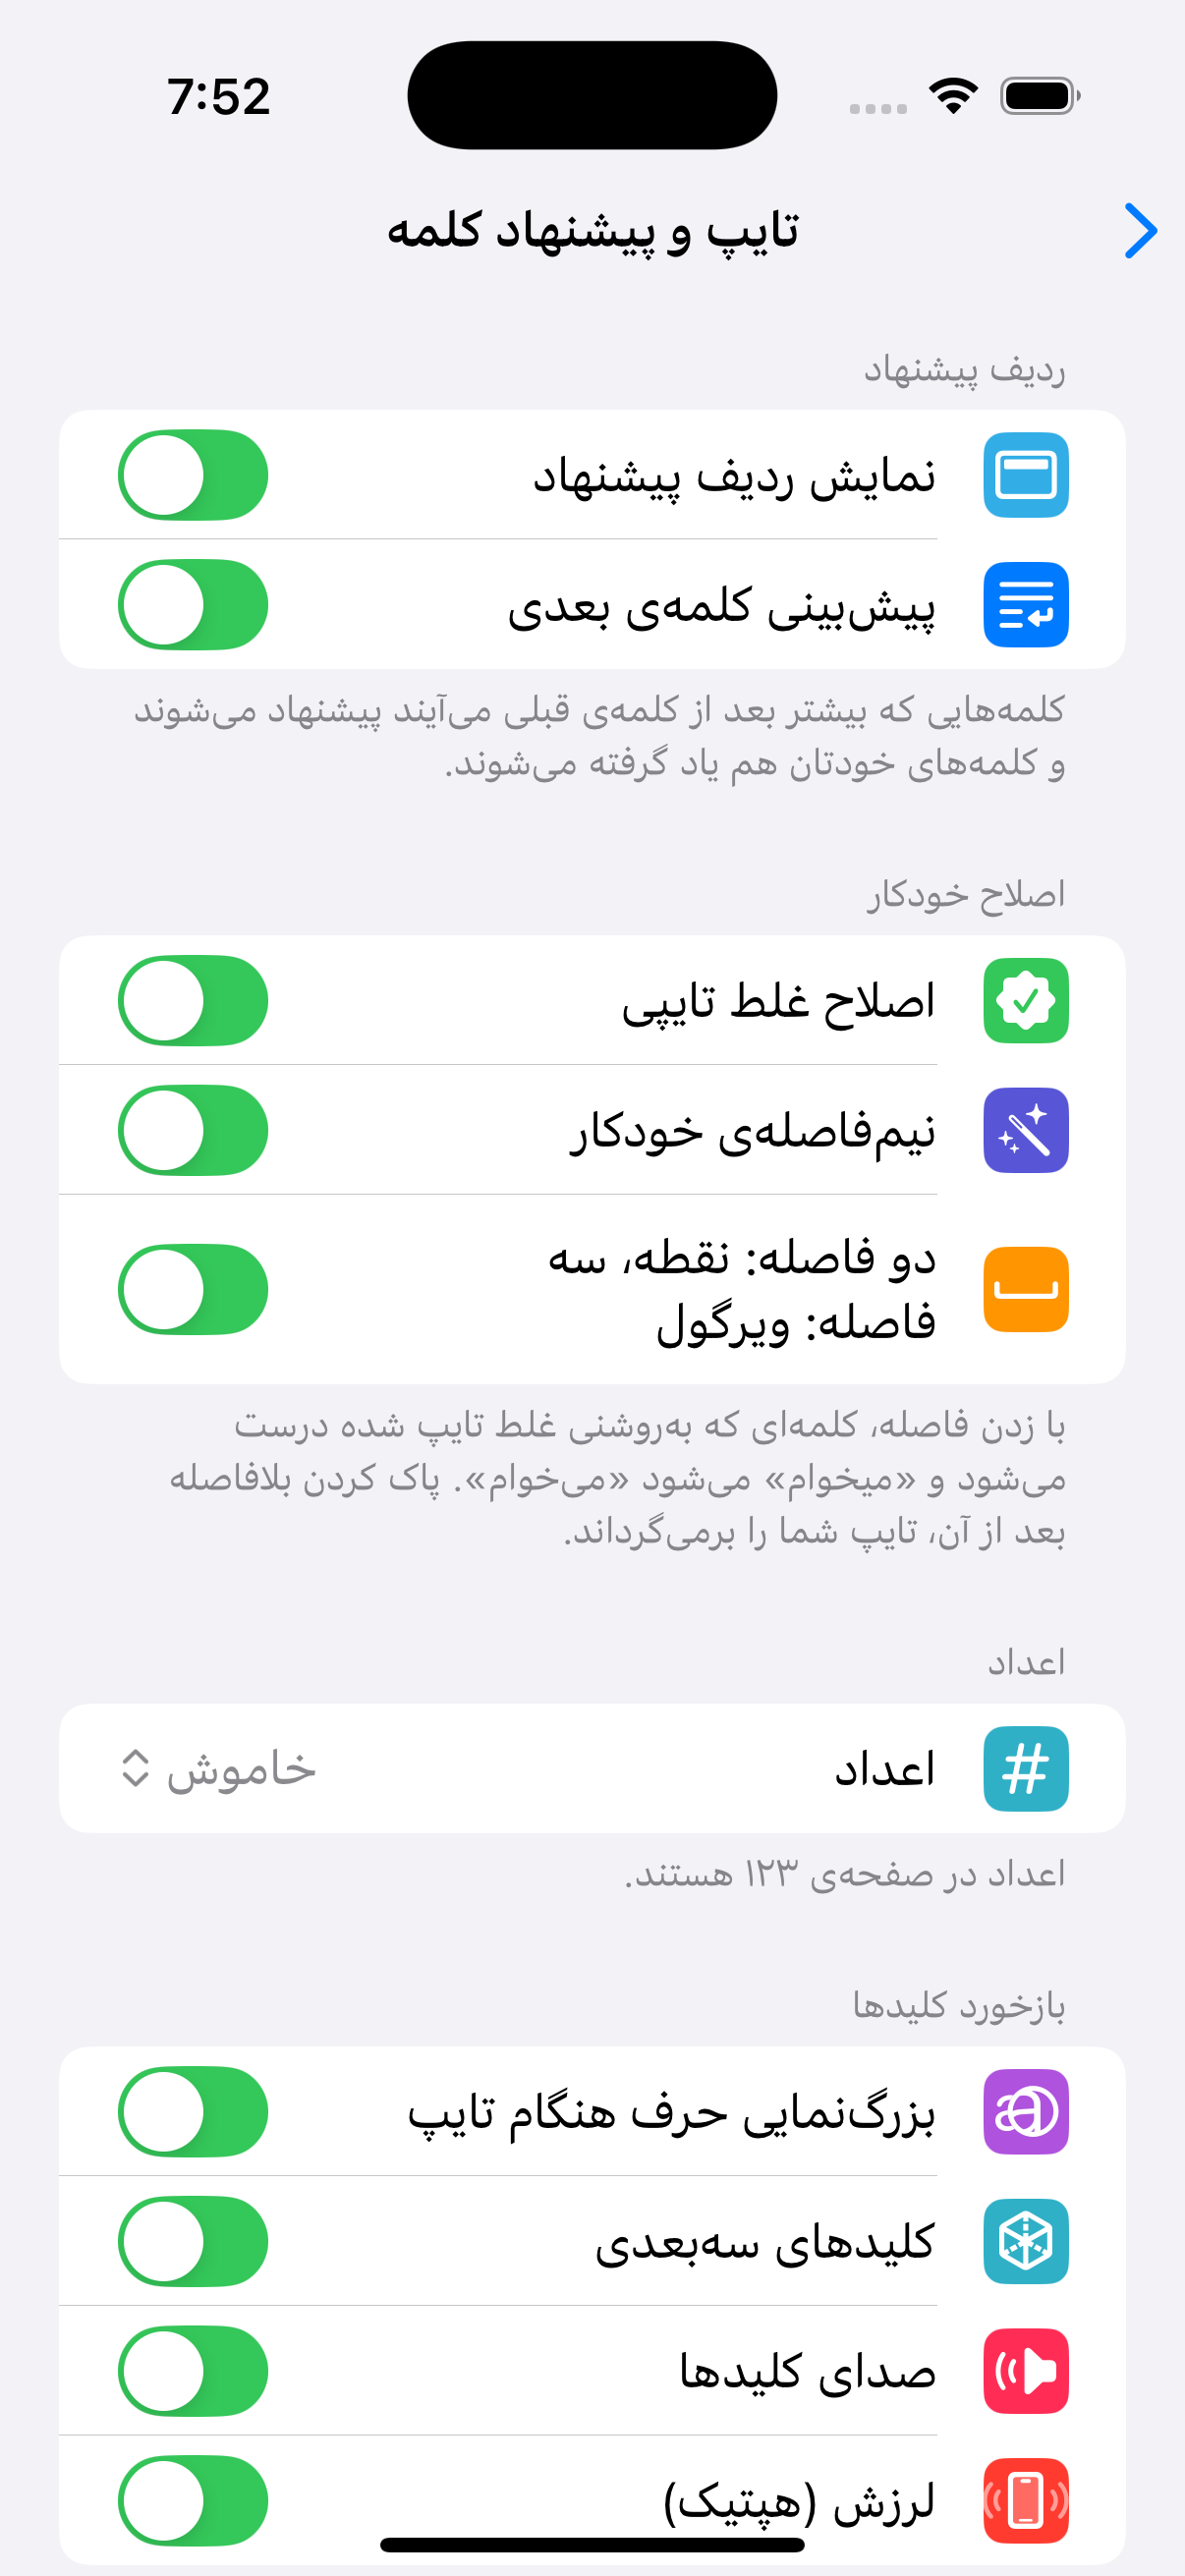 7:52
تایپ و پیشنهاد کلمه
ردیف پیشنهاد
نمایش ردیف پیشنهاد
پیش‌بینی کلمه‌ی بعدی
کلمه‌هایی که بیشتر بعد از کلمه‌ی قبلی می‌آیند پیشنهاد می‌شوند
و کلمه‌های خودتان هم یاد گرفته می‌شوند.
اصلاح خودکار
اصلاح غلط تایپی
نیم‌فاصله‌ی خودکار
دو فاصله: نقطه، سه
فاصله: ویرگول
با زدن فاصله، کلمه‌ای که به‌روشنی غلط تایپ شده درست
می‌شود و «میخوام» می‌شود «می‌خوام». پاک کردن بلافاصله
بعد از آن، تایپ شما را برمی‌گرداند.
اعداد
اعداد
خاموش
اعداد در صفحه‌ی ۱۲۳ هستند.
بازخورد کلیدها
بزرگ‌نمایی حرف هنگام تایپ
کلیدهای سه‌بعدی
صدای کلیدها
لرزش (هپتیک)